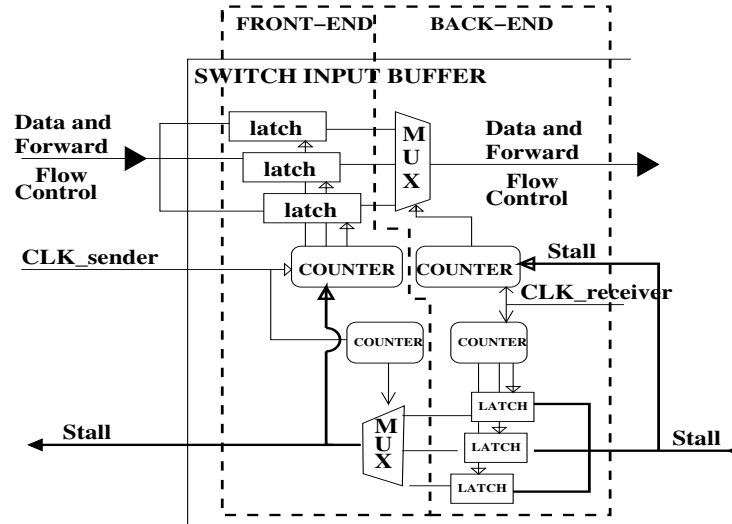 FRONT-END
BACK-END
SWITCH INPUT BUFFER
Data and
Forward
Flow
Control
latch
latch
latch
M
U
X
Data and
Forward
Flow
Control
CLK_sender
COUNTER
COUNTER
Stall
CLK_receiver
COUNTER
COUNTER
LATCH
LATCH
LATCH
M
U
X
Stall
Stall